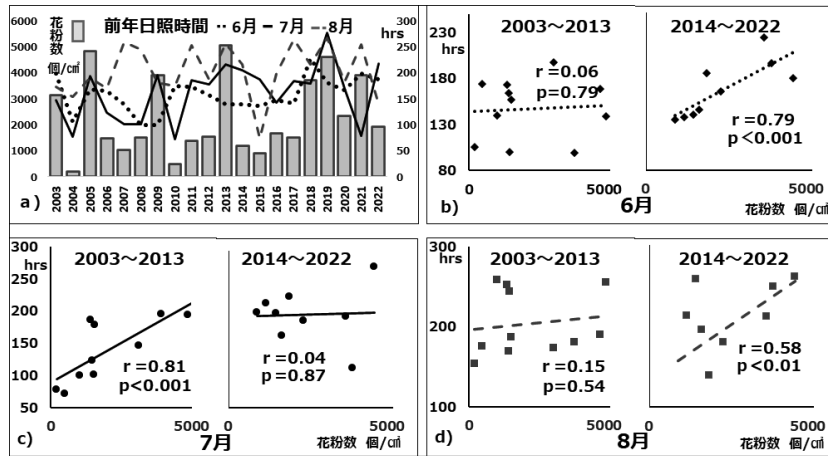 花粉数
個/㎠
前年日照時間 6月 7月 8月
hrs
6000
5000
4000
3000
2000
1000
0
300
250
200
150
100
50
0
2003 2004 2005 2006 2007 2008 2009 2010 2011 2012 2013 2014 2015 2016 2017 2018 2019 2020 2021 2022
a)
hrs
230
180
130
80
2003～2013
r=0.06
p=0.79
0 5000
2014～2022
r=0.79
p<0.001
0 5000
b)
6月
花粉数 個/㎠
300
hrs
250
200
150
100
50
2003～2013
r=0.81
p<0.001
0 5000
2014～2022
r=0.04
p=0.87
0 5000
c)
7月
花粉数 個/㎠
300
hrs
200
100
2003～2013
r=0.15
p=0.54
0 5000
2014～2022
r=0.58
p<0.01
0 5000
d)
8月
花粉数 個/㎠